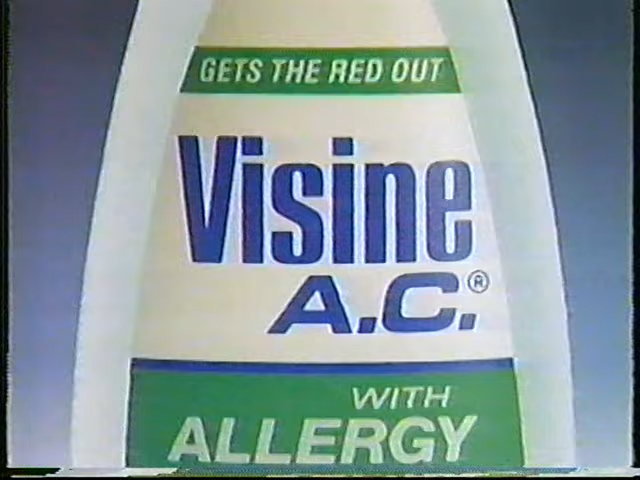 GETS THE RED OUT
Visine
A.C.®
WITH
ALLERGY